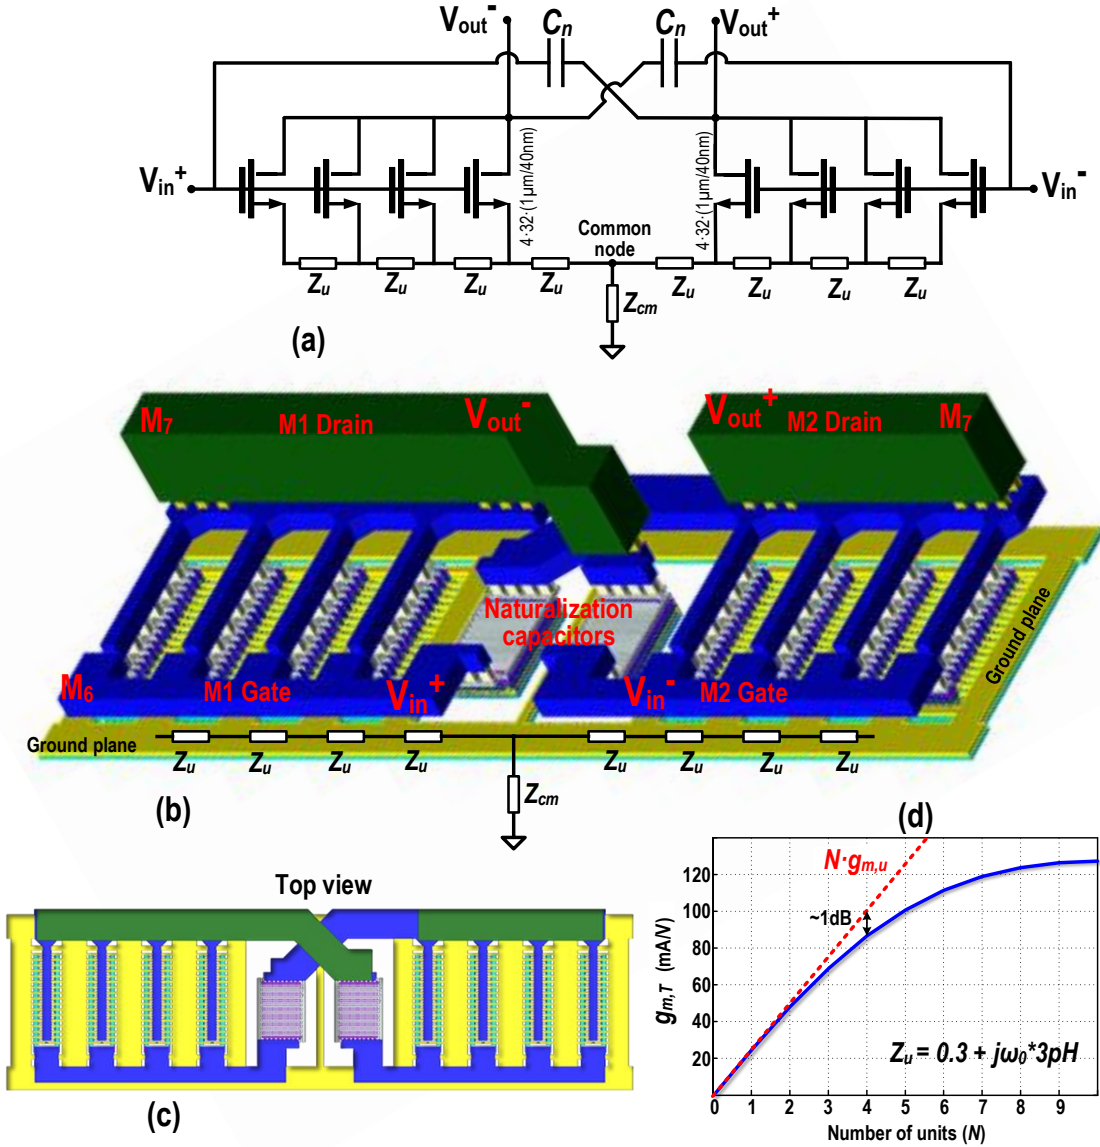 Vout- Cn Cn Vout+
Vin+ Vin-
4·32·(1µm/40nm) 4·32·(1µm/40nm)
Common
node
Zu Zu Zu Zu Zu Zu Zu Zu
Zcm
(a)
M7 M1 Drain Vout- Vout+ M2 Drain M7
Naturalization
capacitors
Ground plane
M6 M1 Gate Vin+ Vin- M2 Gate
Ground plane
Zu Zu Zu Zu Zu Zu Zu Zu
Zcm
(b)
(d)
Top view
(c)
N·gm,u
~1dB
gm,T (mA/V)
120
100
80
60
40
20
Zu = 0.3 + jω0*3pH
0 1 2 3 4 5 6 7 8 9
Number of units (N)